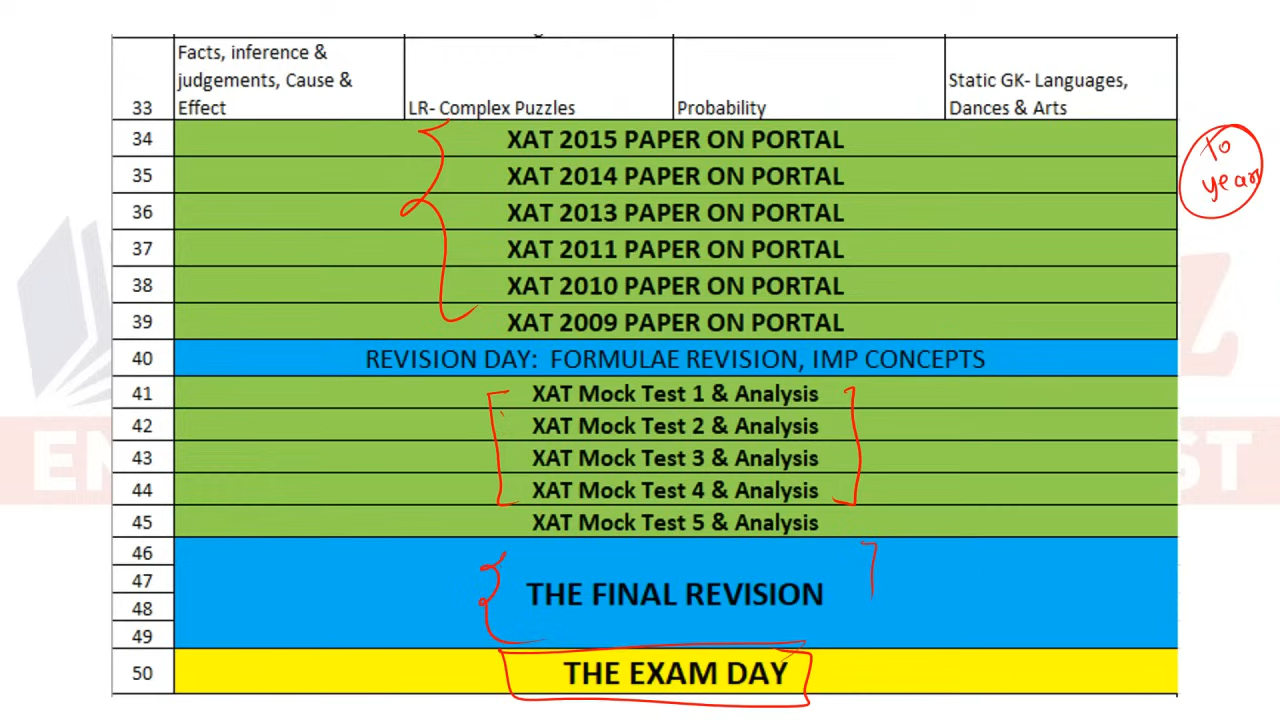 Facts, inference &
judgements, Cause &
33 Effect LR- Complex Puzzles Probability Static GK- Languages,
Dances & Arts
34 XAT 2015 PAPER ON PORTAL
35 XAT 2014 PAPER ON PORTAL
36 XAT 2013 PAPER ON PORTAL
37 XAT 2011 PAPER ON PORTAL
38 XAT 2010 PAPER ON PORTAL
39 XAT 2009 PAPER ON PORTAL
40 REVISION DAY: FORMULAE REVISION, IMP CONCEPTS
41 XAT Mock Test 1 & Analysis
42 XAT Mock Test 2 & Analysis
43 XAT Mock Test 3 & Analysis
44 XAT Mock Test 4 & Analysis
45 XAT Mock Test 5 & Analysis
46
47
THE FINAL REVISION
48
49
50 THE EXAM DAY
year